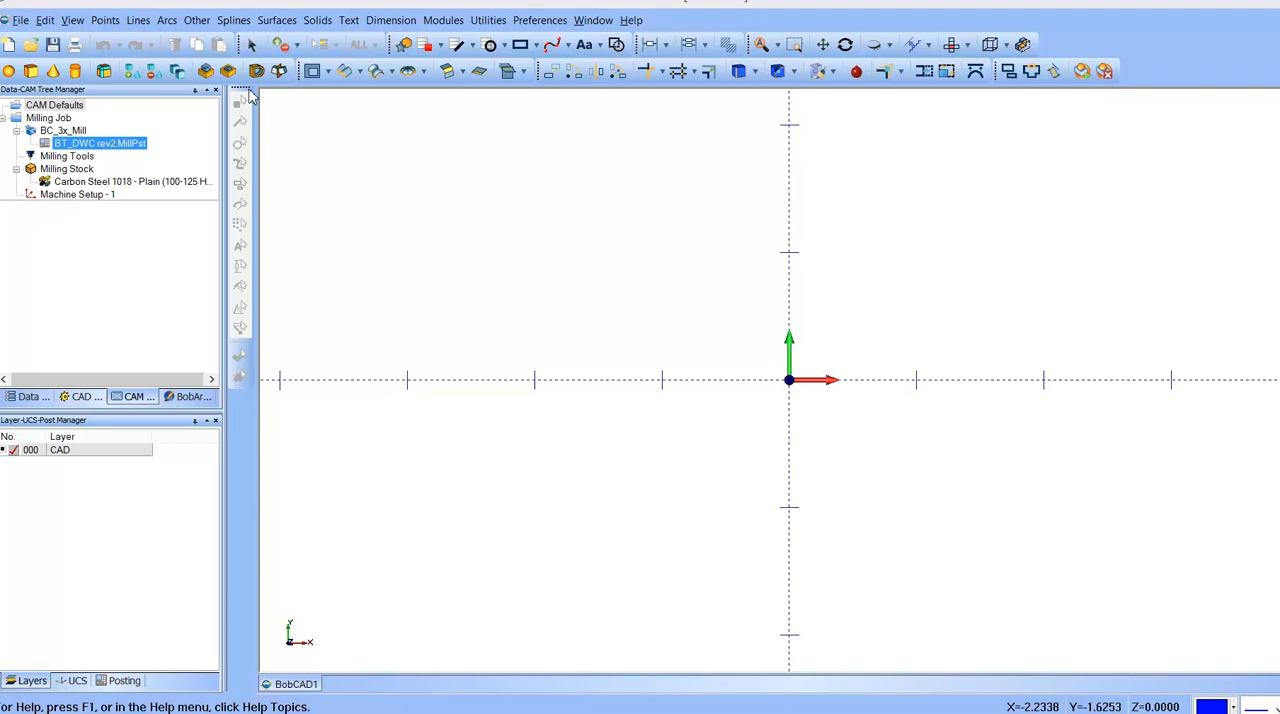 File Edit View Points Lines Arcs Other Splines Surfaces Solids Text Dimension Modules Utilities Preferences Window Help
ALL Aa
Data-CAM Tree Manager
CAM Defaults
Milling Job
BC_3x_Mill
BT_DWC rev2.MillPst
Milling Tools
Milling Stock
Carbon Steel 1018 - Plain (100-125 H...
Machine Setup - 1
Data ... CAD ... CAM ... BobAr...
Layer-UCS-Post Manager
No. Layer
000 CAD
Y
Z X
Layers UCS Posting
BobCAD1
or Help, press F1, or in the Help menu, click Help Topics. X=-2.2338 Y=-1.6253 Z=0.0000